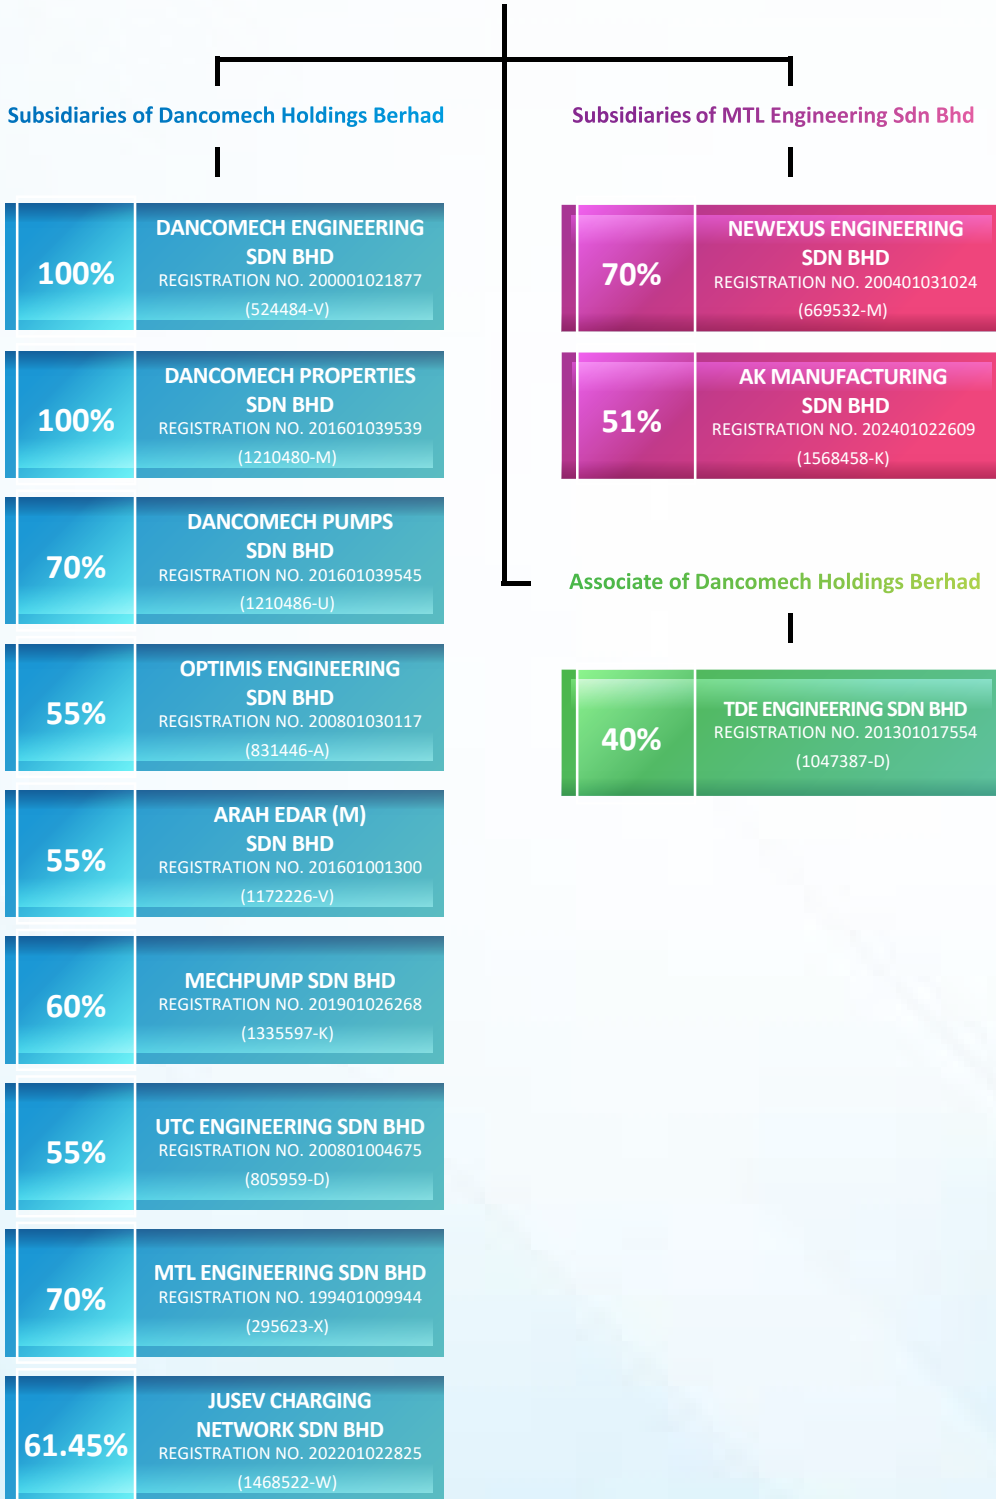 Subsidiaries of Dancomech Holdings Berhad
100%
DANCOMECH ENGINEERING
SDN BHD
REGISTRATION NO. 200001021877
(524484-V)
100%
DANCOMECH PROPERTIES
SDN BHD
REGISTRATION NO. 201601039539
(1210480-M)
70%
DANCOMECH PUMPS
SDN BHD
REGISTRATION NO. 201601039545
(1210486-U)
55%
OPTIMIS ENGINEERING
SDN BHD
REGISTRATION NO. 200801030117
(831446-A)
55%
ARAH EDAR (M)
SDN BHD
REGISTRATION NO. 201601001300
(1172226-V)
60%
MECHPUMP SDN BHD
REGISTRATION NO. 201901026268
(1335597-K)
55%
UTC ENGINEERING SDN BHD
REGISTRATION NO. 200801004675
(805959-D)
70%
MTL ENGINEERING SDN BHD
REGISTRATION NO. 199401009944
(295623-X)
61.45%
JUSEV CHARGING
NETWORK SDN BHD
REGISTRATION NO. 202201022825
(1468522-W)
Subsidiaries of MTL Engineering Sdn Bhd
70%
NEWEXUS ENGINEERING
SDN BHD
REGISTRATION NO. 200401031024
(669532-M)
51%
AK MANUFACTURING
SDN BHD
REGISTRATION NO. 202401022609
(1568458-K)
Associate of Dancomech Holdings Berhad
40%
TDE ENGINEERING SDN BHD
REGISTRATION NO. 201301017554
(1047387-D)